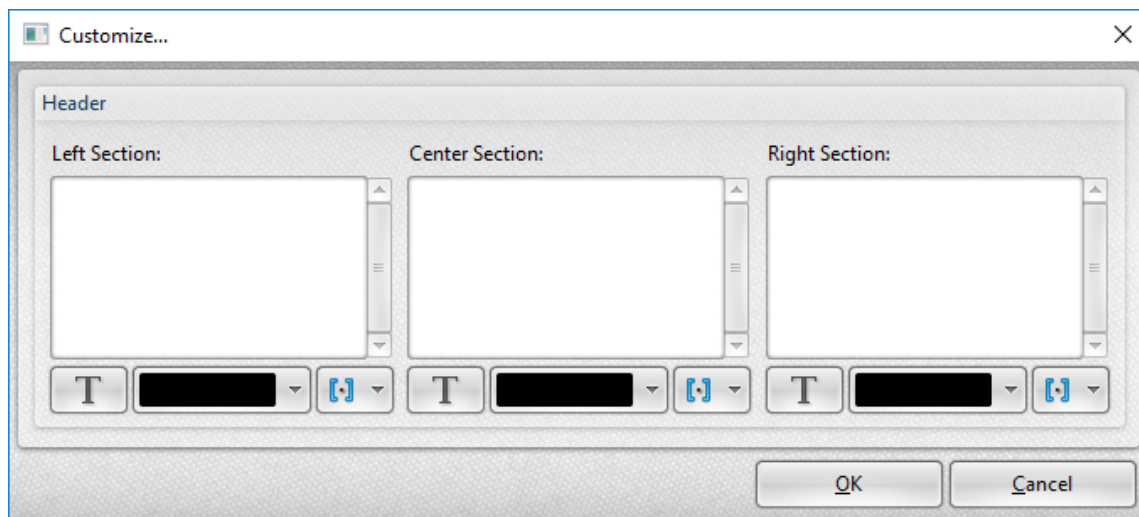 Customize...
Header
Left Section: Center Section: Right Section:
T T T
OK Cancel